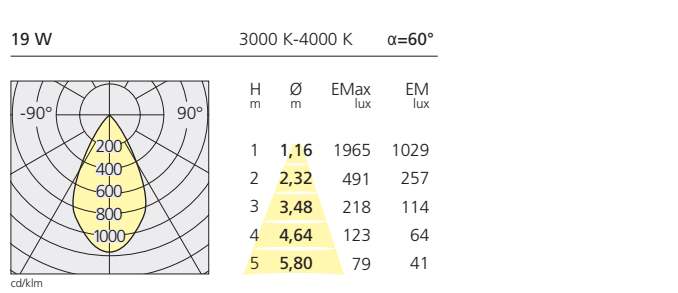 19 W 3000 K-4000 K α=60°
H Ø EMax EM
m m lux lux
-90° 90°
200
400
600
800
1000
1 1,16 1965 1029
2 2,32 491 257
3 3,48 218 114
4 4,64 123 64
5 5,80 79 41
cd/klm